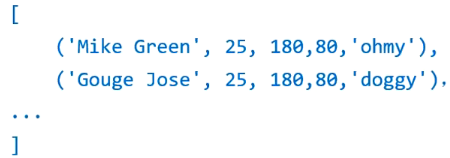 [
('Mike Green', 25, 180,80,'ohmy'),
('Gouge Jose', 25, 180,80,'doggy'),
...
]